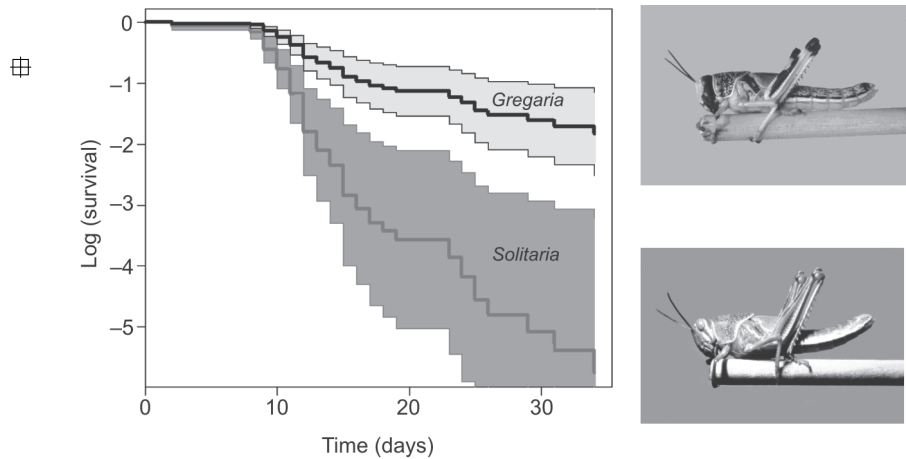 0
–1
–2
–3
–4
–5
Log (survival)
Gregaria
Solitaria
0
10
20
30
Time (days)